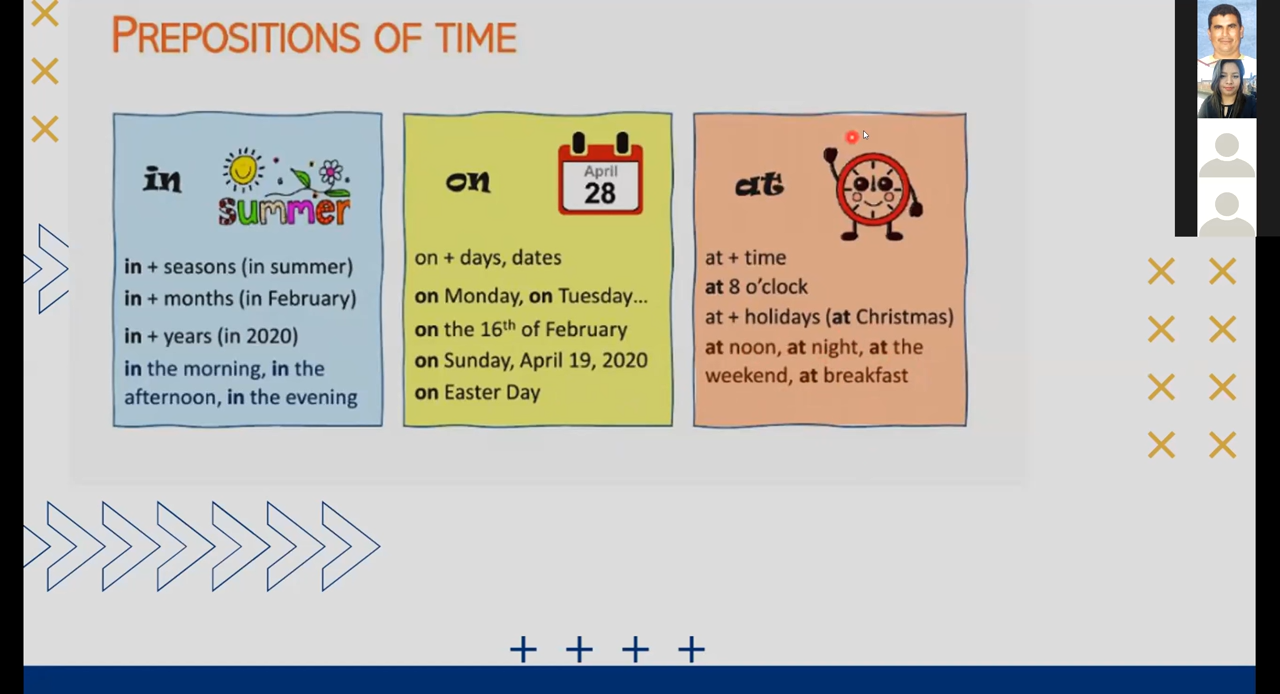 PREPOSITIONS OF TIME
in
summer
in + seasons (in summer)
in + months (in February)
in + years (in 2020)
in the morning, in the
afternoon, in the evening
on
April
28
on + days, dates
on Monday, on Tuesday...
on the 16th of February
on Sunday, April 19, 2020
on Easter Day
at
at + time
at 8 o'clock
at + holidays (at Christmas)
at noon, at night, at the
weekend, at breakfast